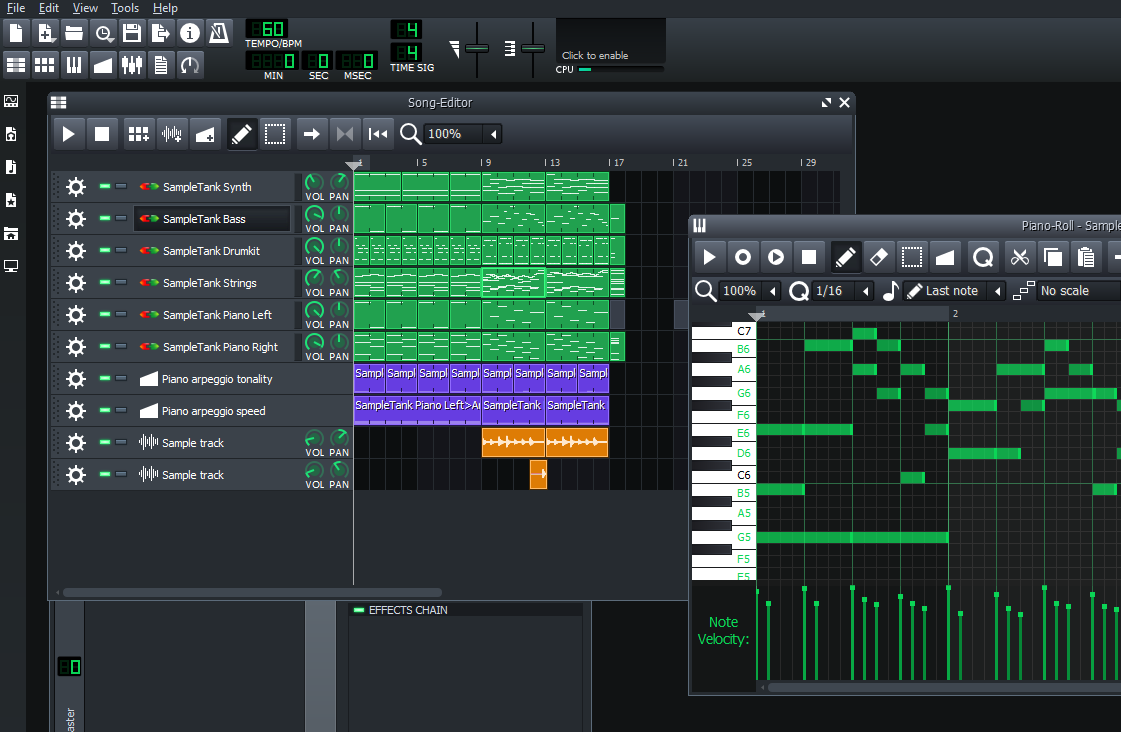 File Edit View Tools Help
60
TEMPO/BPM
0 0 0
MIN SEC MSEC
4
4
TIME SIG
Click to enable
CPU
Song-Editor
100%
1 5 9 13 17 21 25 29
SampleTank Synth
VOL PAN
SampleTank Bass
VOL PAN
SampleTank Drumkit
VOL PAN
SampleTank Strings
VOL PAN
SampleTank Piano Left
VOL PAN
SampleTank Piano Right
VOL PAN
Piano arpeggio tonality
Sampl Sampl Sampl Sampl Sampl Sampl Sampl Sampl
Piano arpeggio speed
SampleTank Piano Left>A SampleTank SampleTank
Sample track
VOL PAN
Sample track
VOL PAN
Piano-Roll - Sample
100% 1/16 Last note No scale
1 2
C7
B6
A6
G6
F6
E6
D6
C6
B5
A5
G5
F5
E5
Note
Velocity:
EFFECTS CHAIN
0
aster